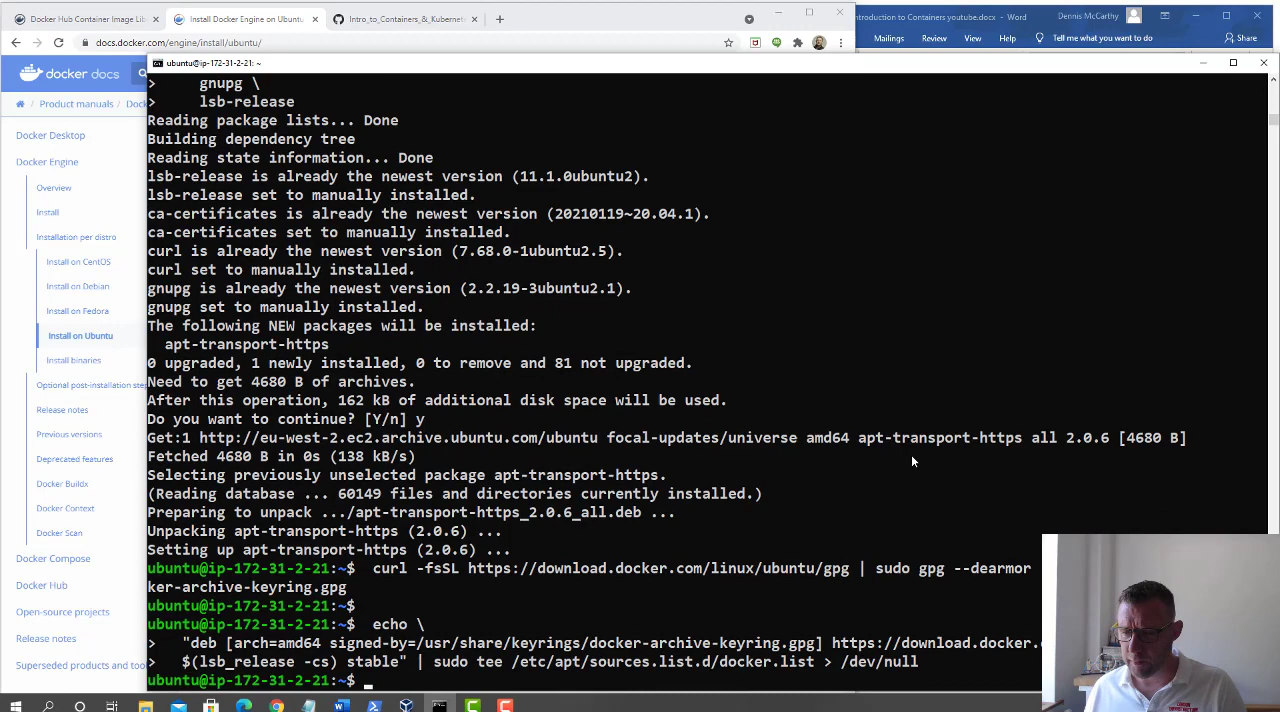 Docker Hub Container Image Lib
Install Docker Engine on Ubuntu
Intro_to_Containers_&_Kubernet
ntroduction to Containers youtube.docx - Word
Dennis McCarthy
docs.docker.com/engine/install/ubuntu/
Mailings
Review
View
Help
Tell me what you want to do
Share
docker docs
ubuntu@ip-172-31-2-21: ~
Product manuals / Dock
Docker Desktop
Docker Engine
Overview
Install
Installation per distro
Install on CentOS
Install on Debian
Install on Fedora
Install on Ubuntu
Install binaries
Optional post-installation step
Release notes
Previous versions
Deprecated features
Docker Buildx
Docker Context
Docker Scan
Docker Compose
Docker Hub
Open-source projects
Release notes
Superseded products and too
> gnupg \
> lsb-release
Reading package lists... Done
Building dependency tree
Reading state information... Done
lsb-release is already the newest version (11.1.0ubuntu2).
lsb-release set to manually installed.
ca-certificates is already the newest version (20210119~20.04.1).
ca-certificates set to manually installed.
curl is already the newest version (7.68.0-1ubuntu2.5).
curl set to manually installed.
gnupg is already the newest version (2.2.19-3ubuntu2.1).
gnupg set to manually installed.
The following NEW packages will be installed:
apt-transport-https
0 upgraded, 1 newly installed, 0 to remove and 81 not upgraded.
Need to get 4680 B of archives.
After this operation, 162 kB of additional disk space will be used.
Do you want to continue? [Y/n] y
Get:1 http://eu-west-2.ec2.archive.ubuntu.com/ubuntu focal-updates/universe amd64 apt-transport-https all 2.0.6 [4680 B]
Fetched 4680 B in 0s (138 kB/s)
Selecting previously unselected package apt-transport-https.
(Reading database ... 60149 files and directories currently installed.)
Preparing to unpack .../apt-transport-https_2.0.6_all.deb ...
Unpacking apt-transport-https (2.0.6) ...
Setting up apt-transport-https (2.0.6) ...
ubuntu@ip-172-31-2-21:~$ curl -fsSL https://download.docker.com/linux/ubuntu/gpg | sudo gpg --dearmor
ker-archive-keyring.gpg
ubuntu@ip-172-31-2-21:~$
ubuntu@ip-172-31-2-21:~$ echo \
> "deb [arch=amd64 signed-by=/usr/share/keyrings/docker-archive-keyring.gpg] https://download.docker.
> $(lsb_release -cs) stable" | sudo tee /etc/apt/sources.list.d/docker.list > /dev/null
ubuntu@ip-172-31-2-21:~$